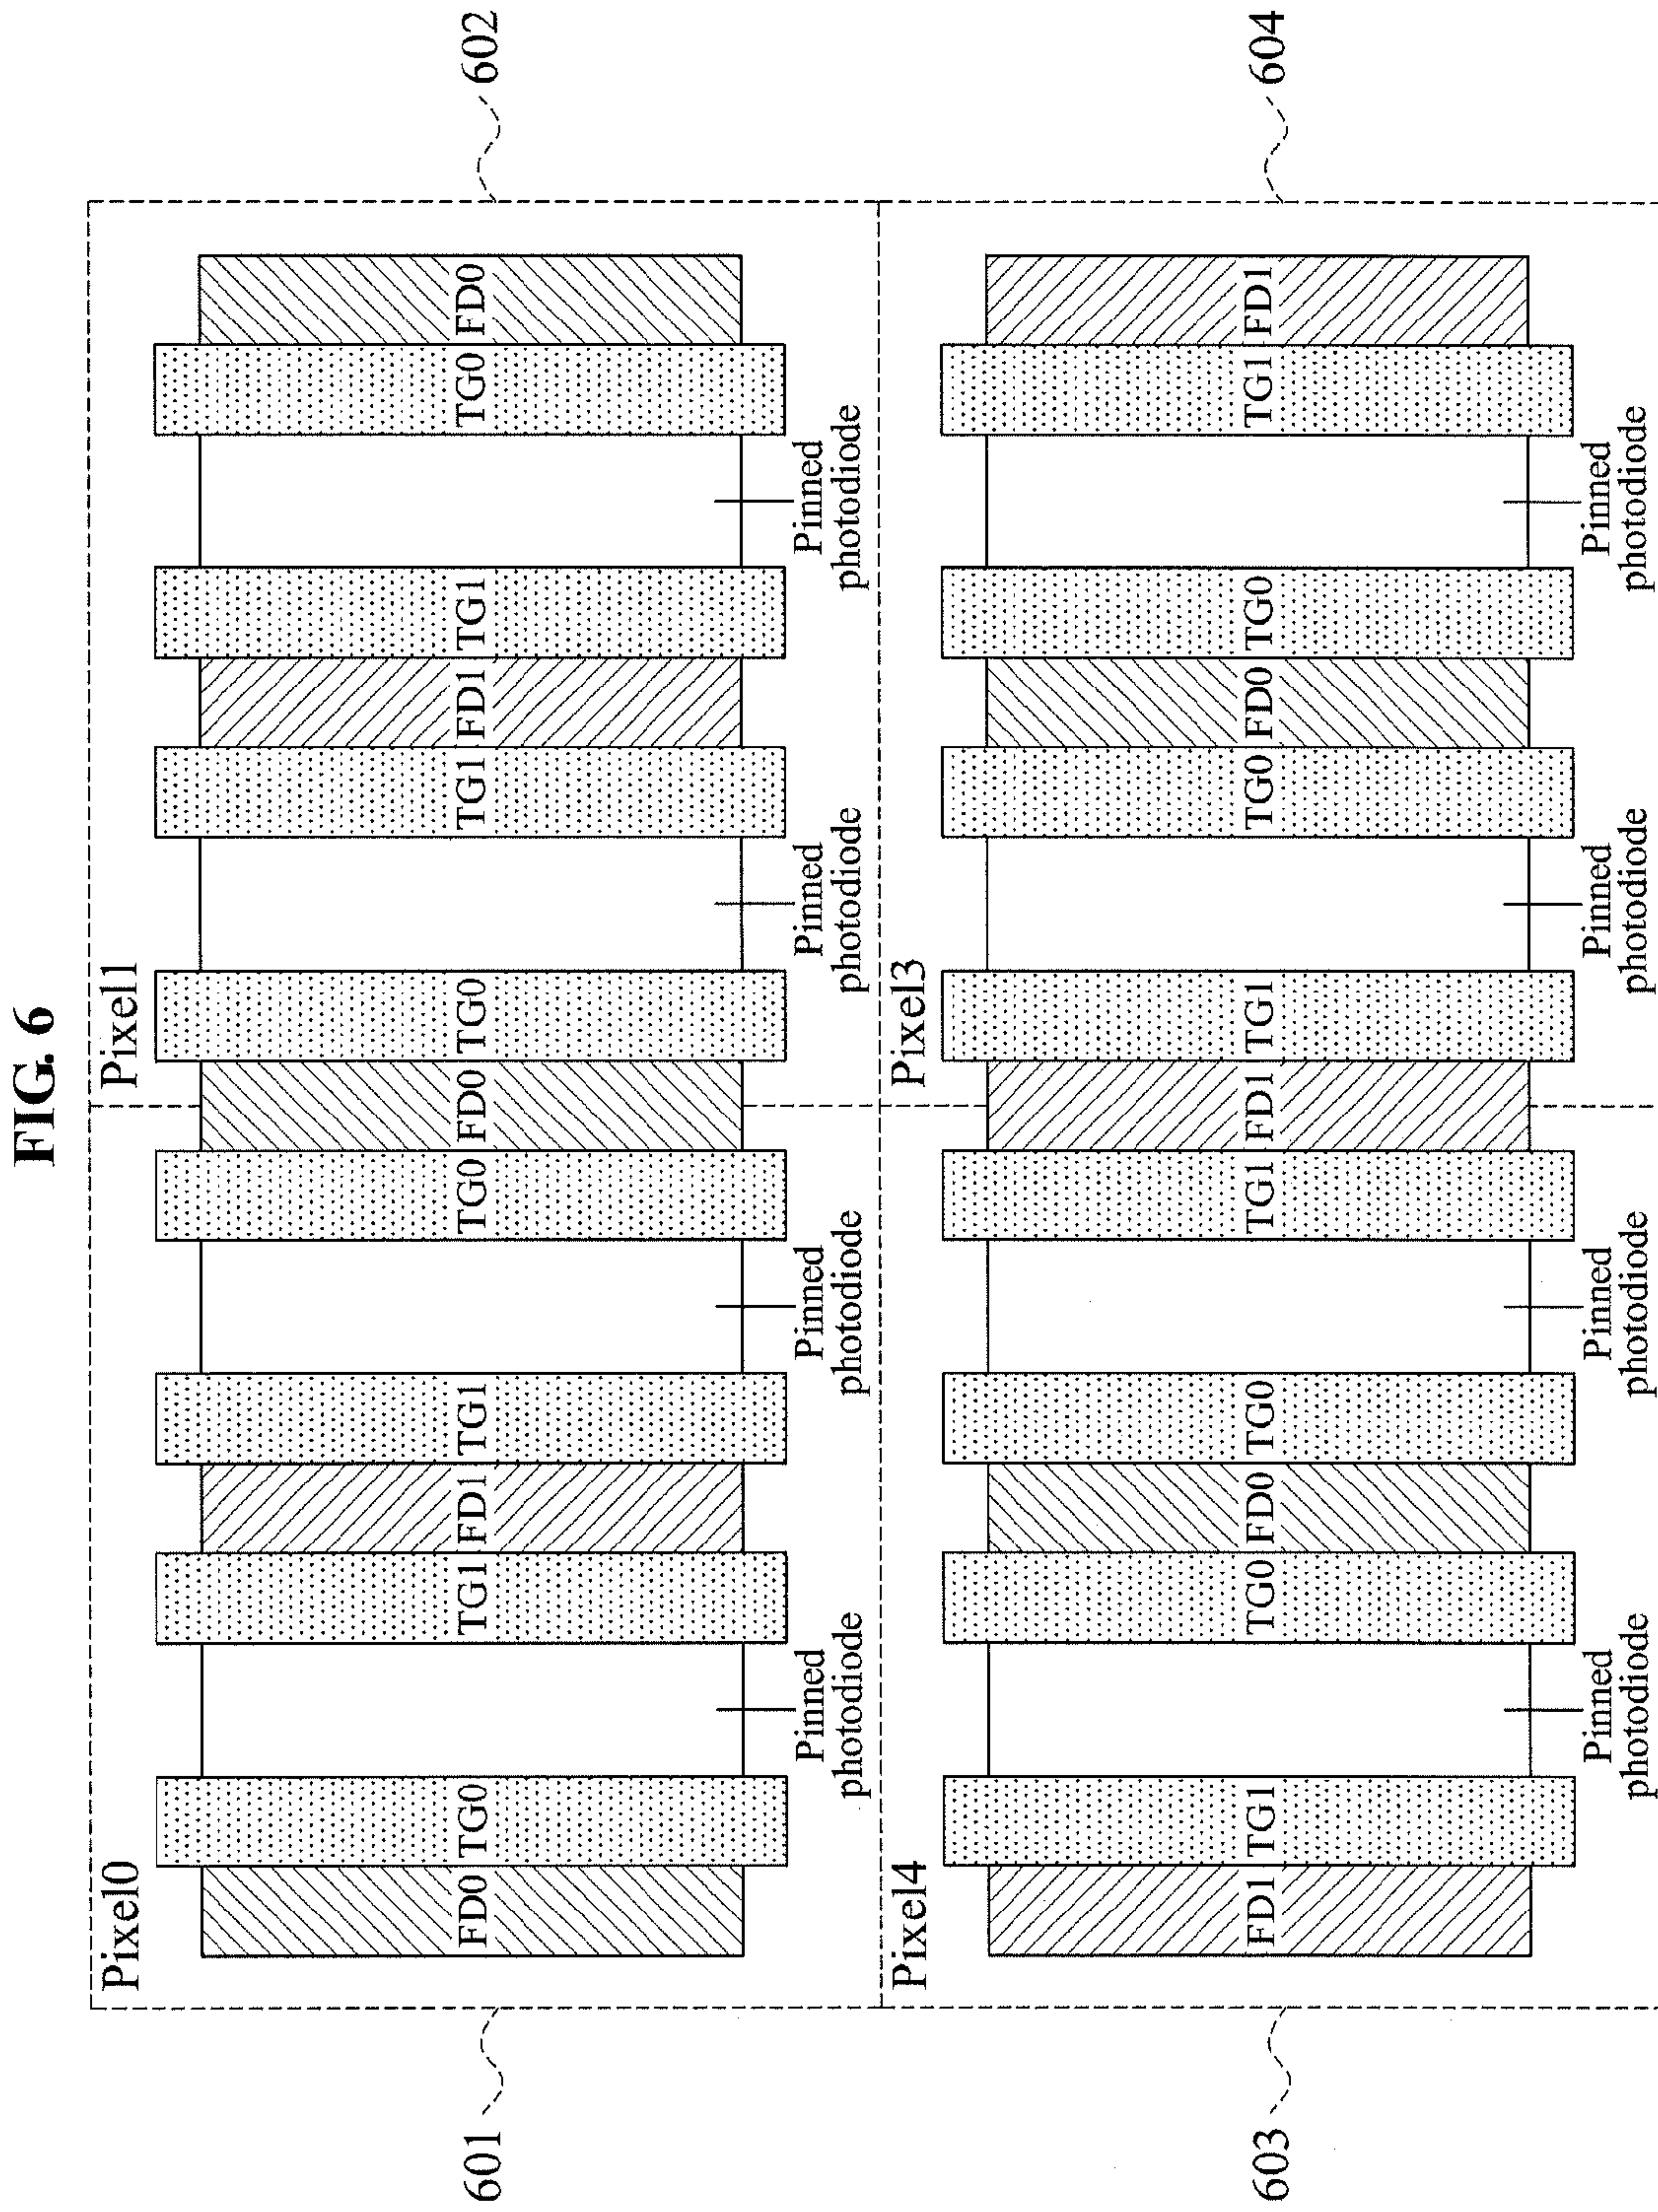 FIG. 6
Pixel0
Pixel1
601
602
FD0 TG0 TG1 FD1 TG1 TG0 FD0 TG0 TG1 FD1 TG1 TG0 FD0
Pinned
photodiode
Pinned
photodiode
Pinned
photodiode
Pinned
photodiode
Pixel4
Pixel3
603
604
FD1 TG1 TG0 FD0 TG0 TG1 FD1 TG1 TG0 FD0 TG0 TG1 FD1
Pinned
photodiode
Pinned
photodiode
Pinned
photodiode
Pinned
photodiode